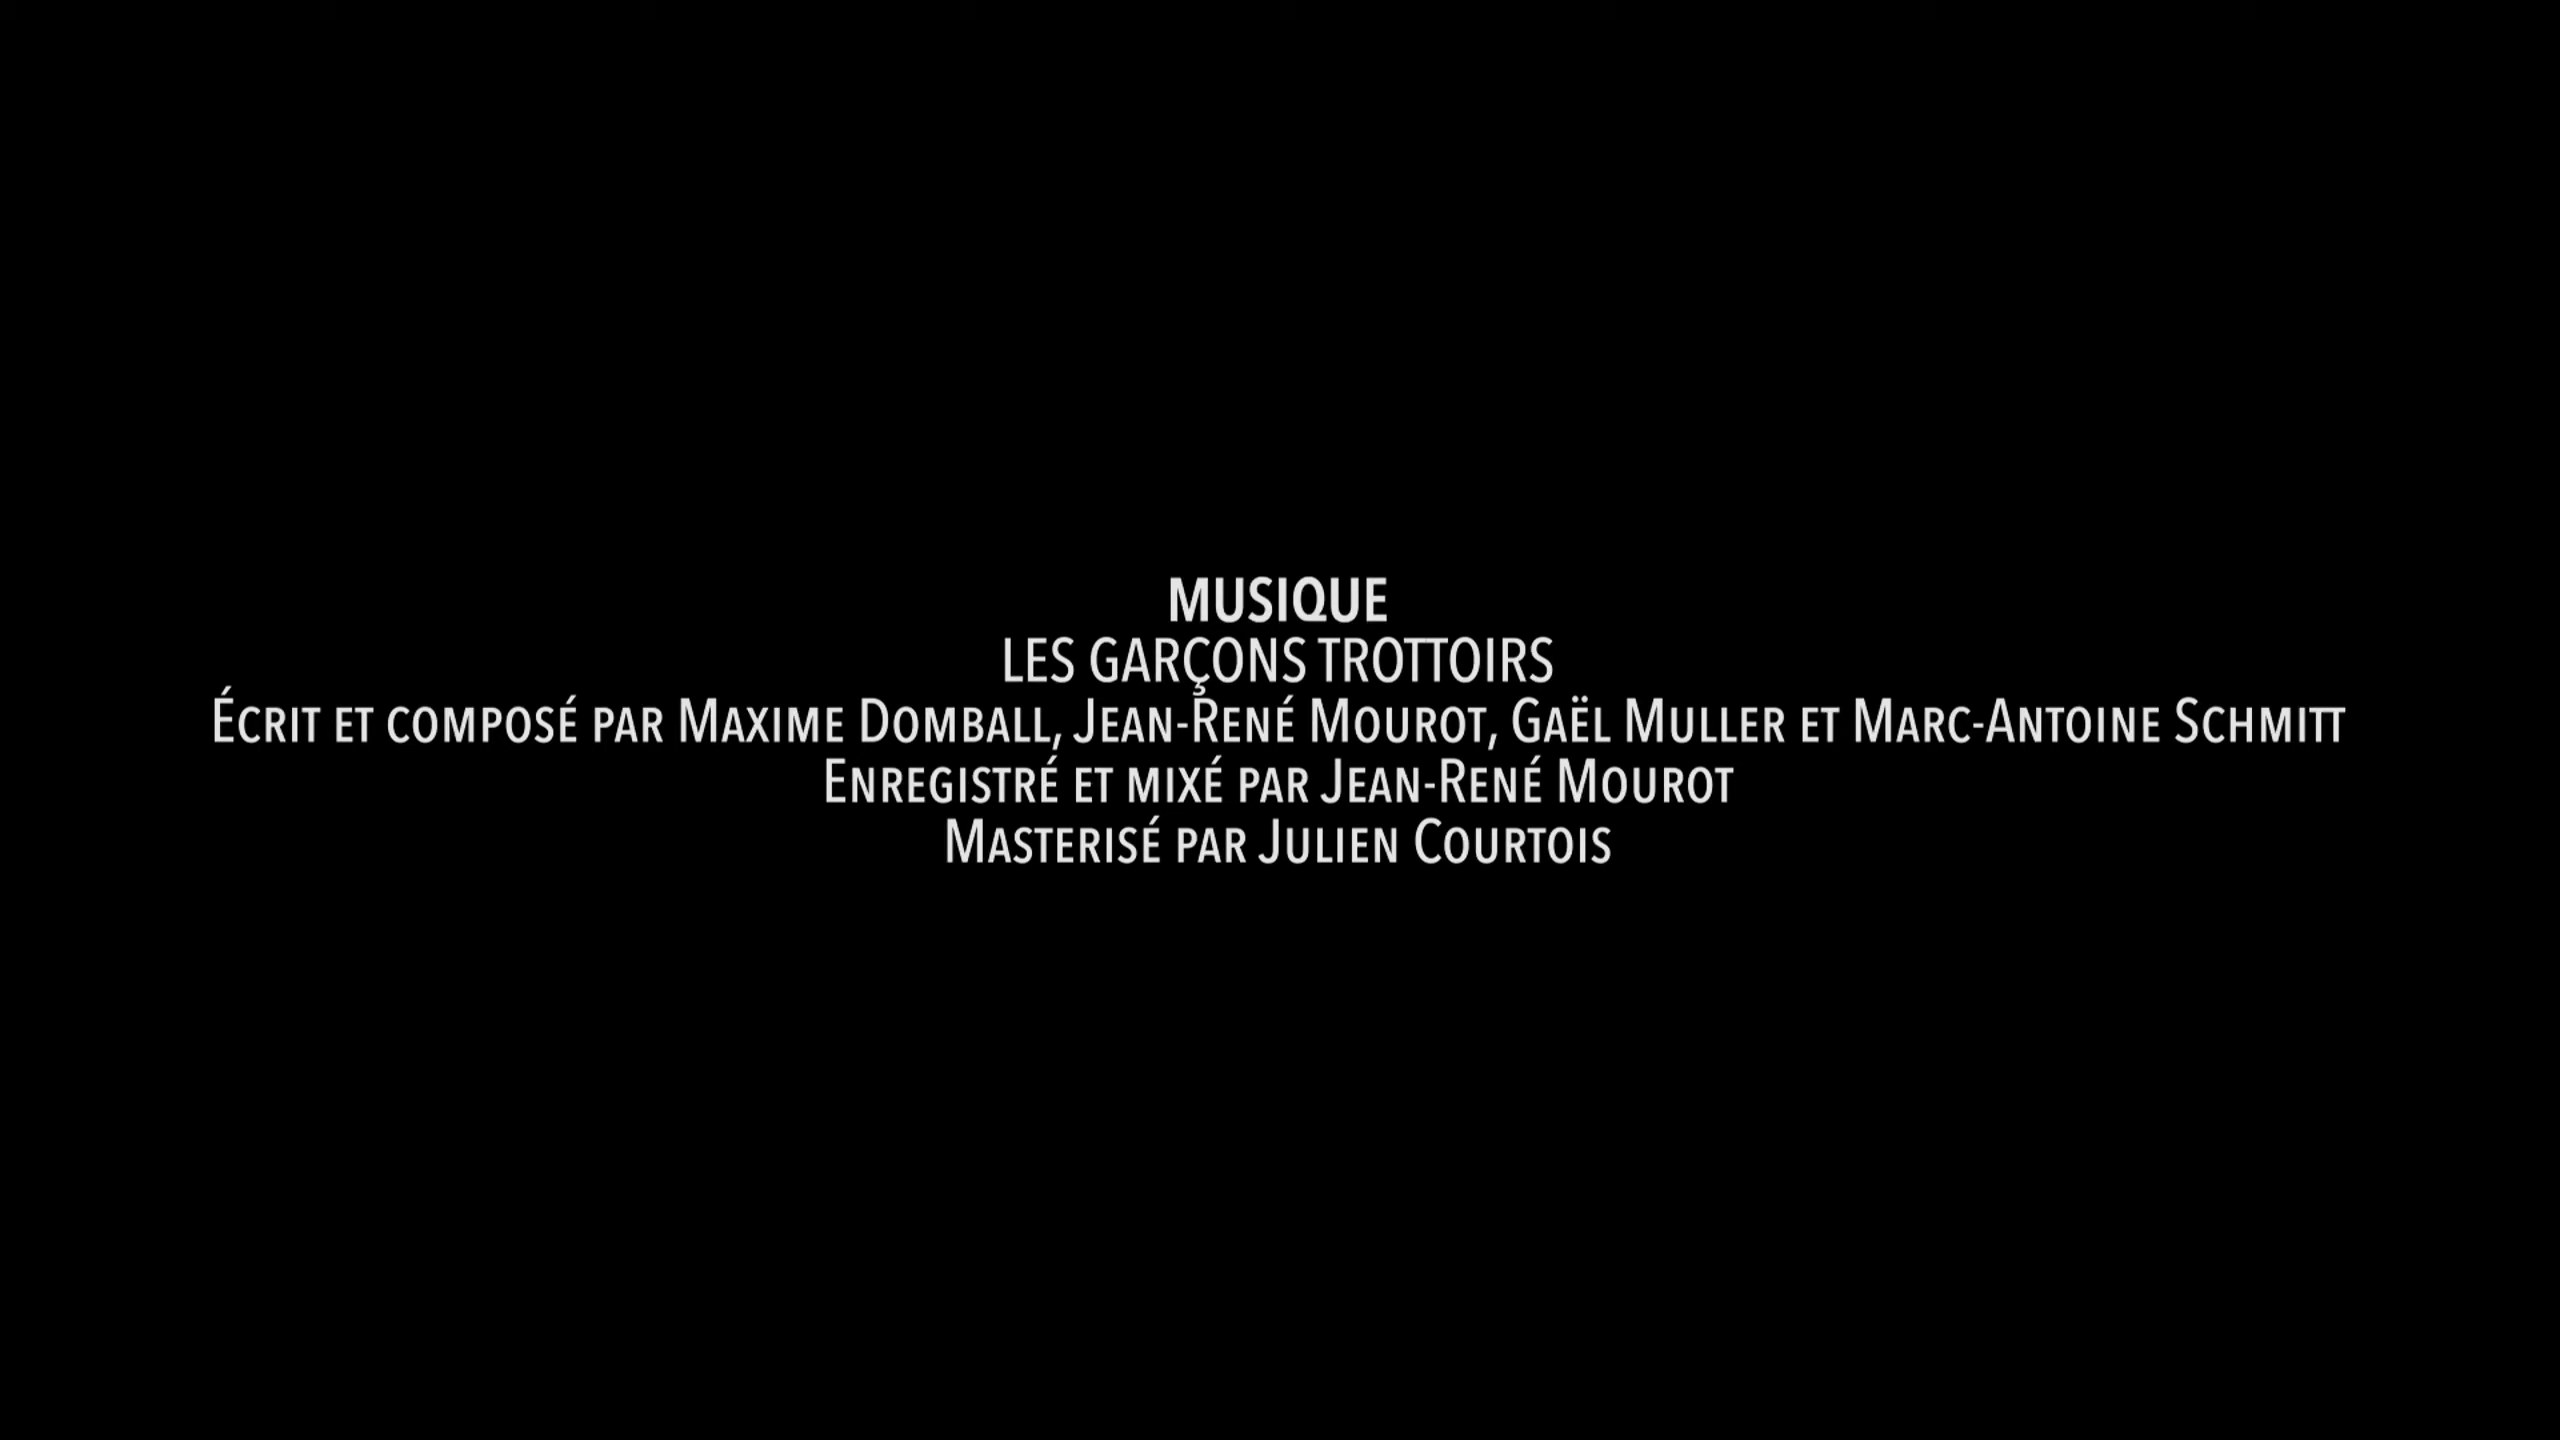 MUSIQUE
LES GARÇONS TROTTOIRS
Écrit et composé par Maxime Domball, Jean-René Mourot, Gaël Muller et Marc-Antoine Schmitt
Enregistré et mixé par Jean-René Mourot
Masterisé par Julien Courtois